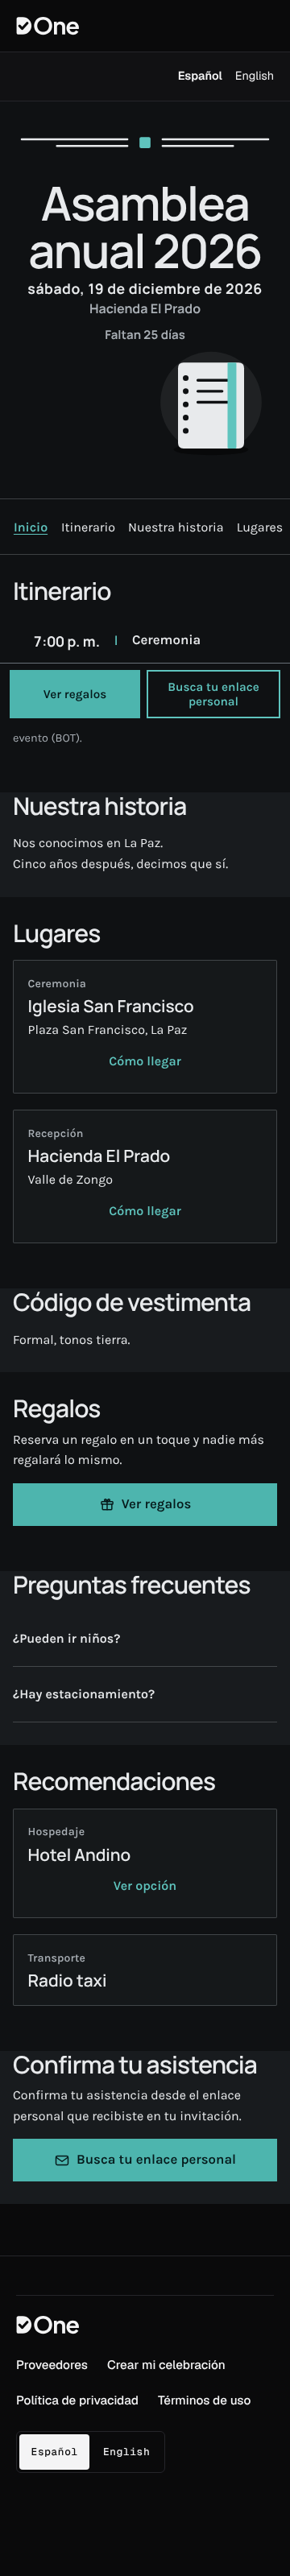 DOne
Español English
Asamblea
anual 2026
sábado, 19 de diciembre de 2026
Hacienda El Prado
Faltan 25 días
Inicio Itinerario Nuestra historia Lugares
Itinerario
7:00 p. m. Ceremonia
Ver regalos
Busca tu enlace
personal
evento (BOT).
Nuestra historia
Nos conocimos en La Paz.
Cinco años después, decimos que sí.
Lugares
Ceremonia
Iglesia San Francisco
Plaza San Francisco, La Paz
Cómo llegar
Recepción
Hacienda El Prado
Valle de Zongo
Cómo llegar
Código de vestimenta
Formal, tonos tierra.
Regalos
Reserva un regalo en un toque y nadie más
regalará lo mismo.
Ver regalos
Preguntas frecuentes
¿Pueden ir niños?
¿Hay estacionamiento?
Recomendaciones
Hospedaje
Hotel Andino
Ver opción
Transporte
Radio taxi
Confirma tu asistencia
Confirma tu asistencia desde el enlace
personal que recibiste en tu invitación.
Busca tu enlace personal
DOne
Proveedores Crear mi celebración
Política de privacidad Términos de uso
Español English